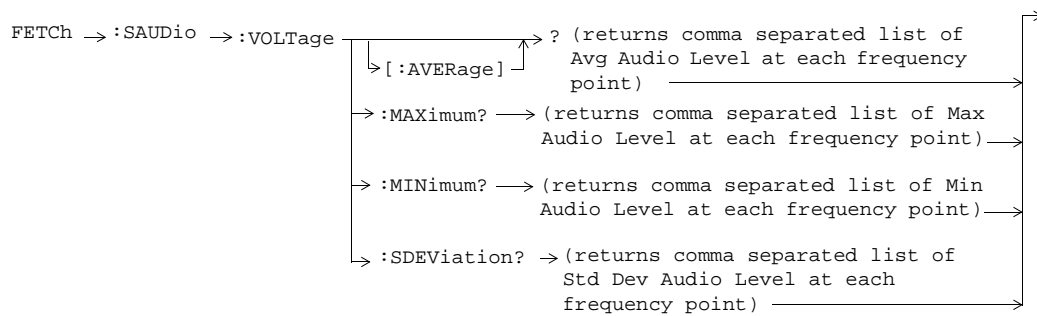 FETCh :SAUDio :VOLTage ? (returns comma separated list of
[:AVERage] Avg Audio Level at each frequency
point)
:MAXimum? (returns comma separated list of Max
Audio Level at each frequency point)
:MINimum? (returns comma separated list of Min
Audio Level at each frequency point)
:SDEViation? (returns comma separated list of
Std Dev Audio Level at each
frequency point)